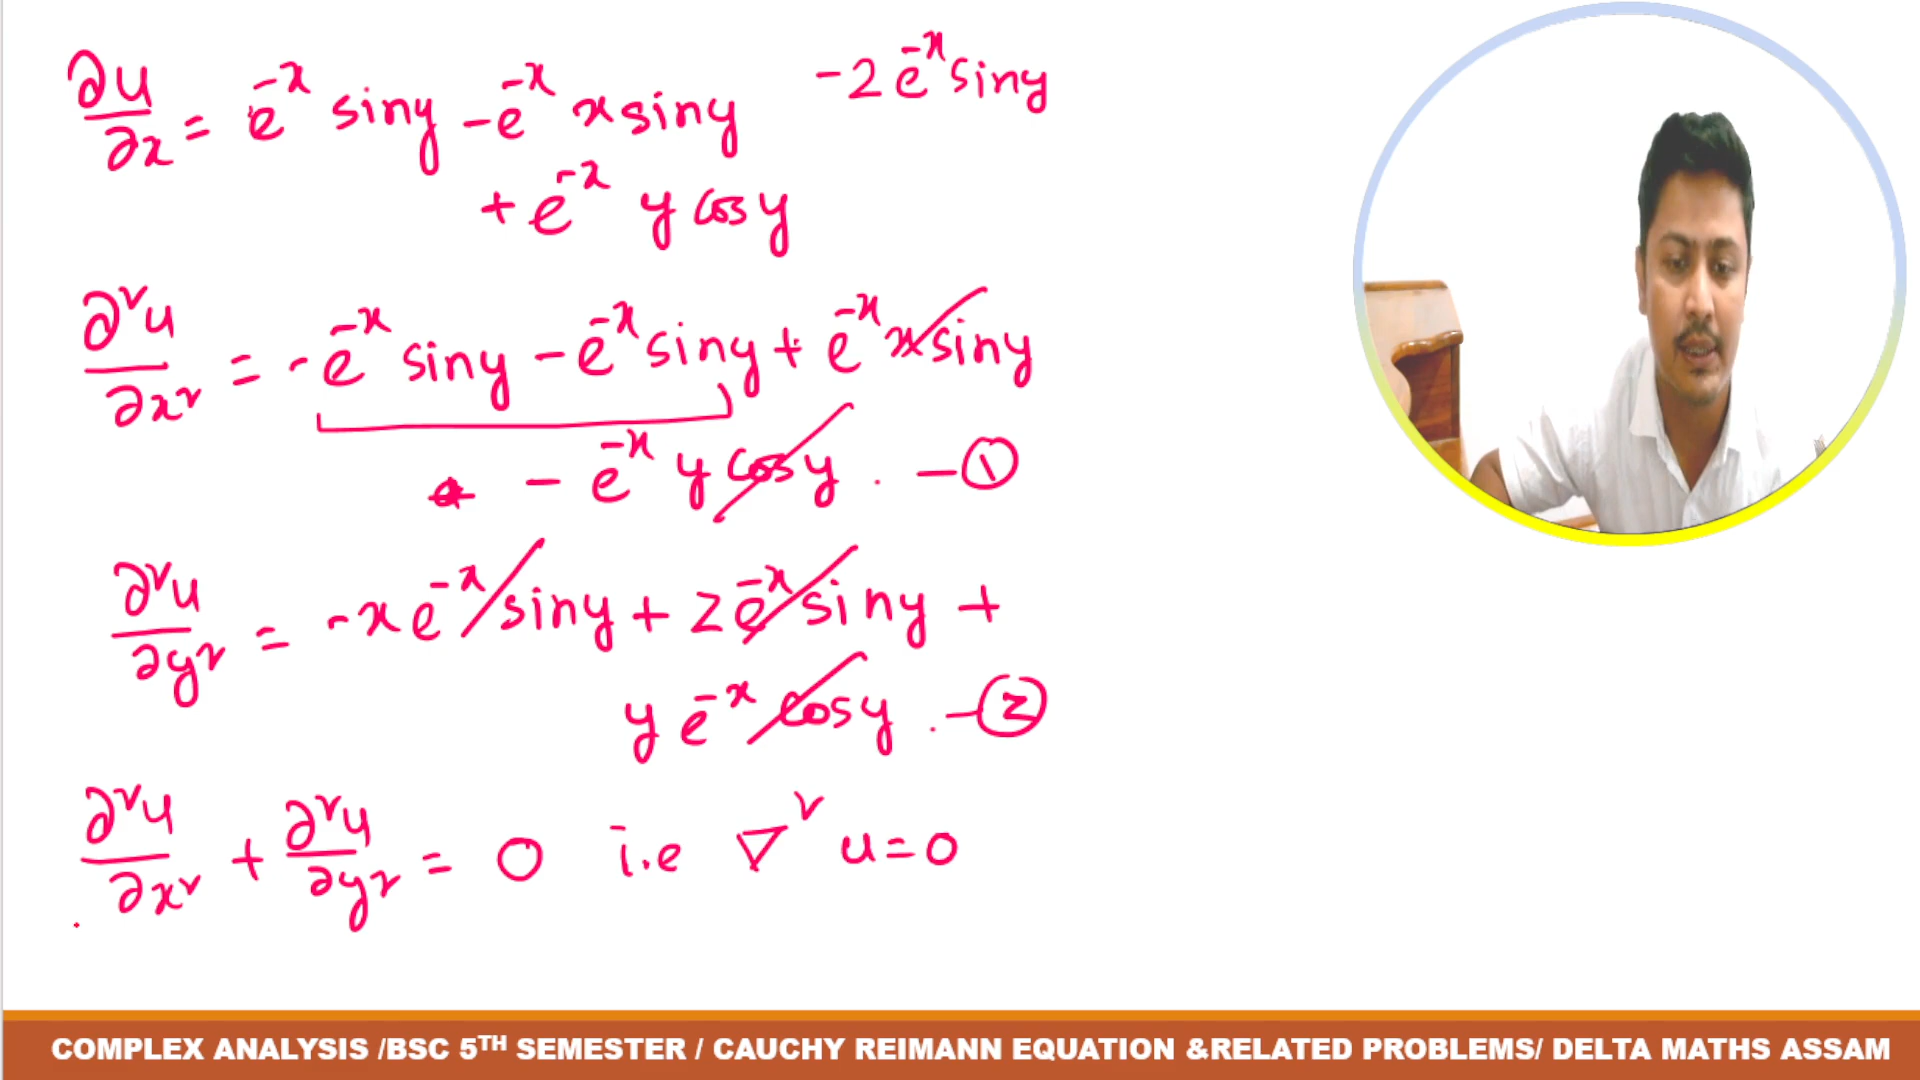 ∂u/∂x = e^-x sin y - e^-x x sin y
-2 e^-x sin y
+ e^-x y cos y
∂²u/∂x² = - e^-x sin y - e^-x sin y + e^-x x sin y
- e^-x y cos y . - ①
∂²u/∂y² = - x e^-x sin y + 2 e^-x sin y +
y e^-x cos y . - ②
∂²u/∂x² + ∂²u/∂y² = 0 i.e ∇² u = 0
COMPLEX ANALYSIS /BSC 5TH SEMESTER / CAUCHY REIMANN EQUATION &RELATED PROBLEMS/ DELTA MATHS ASSAM